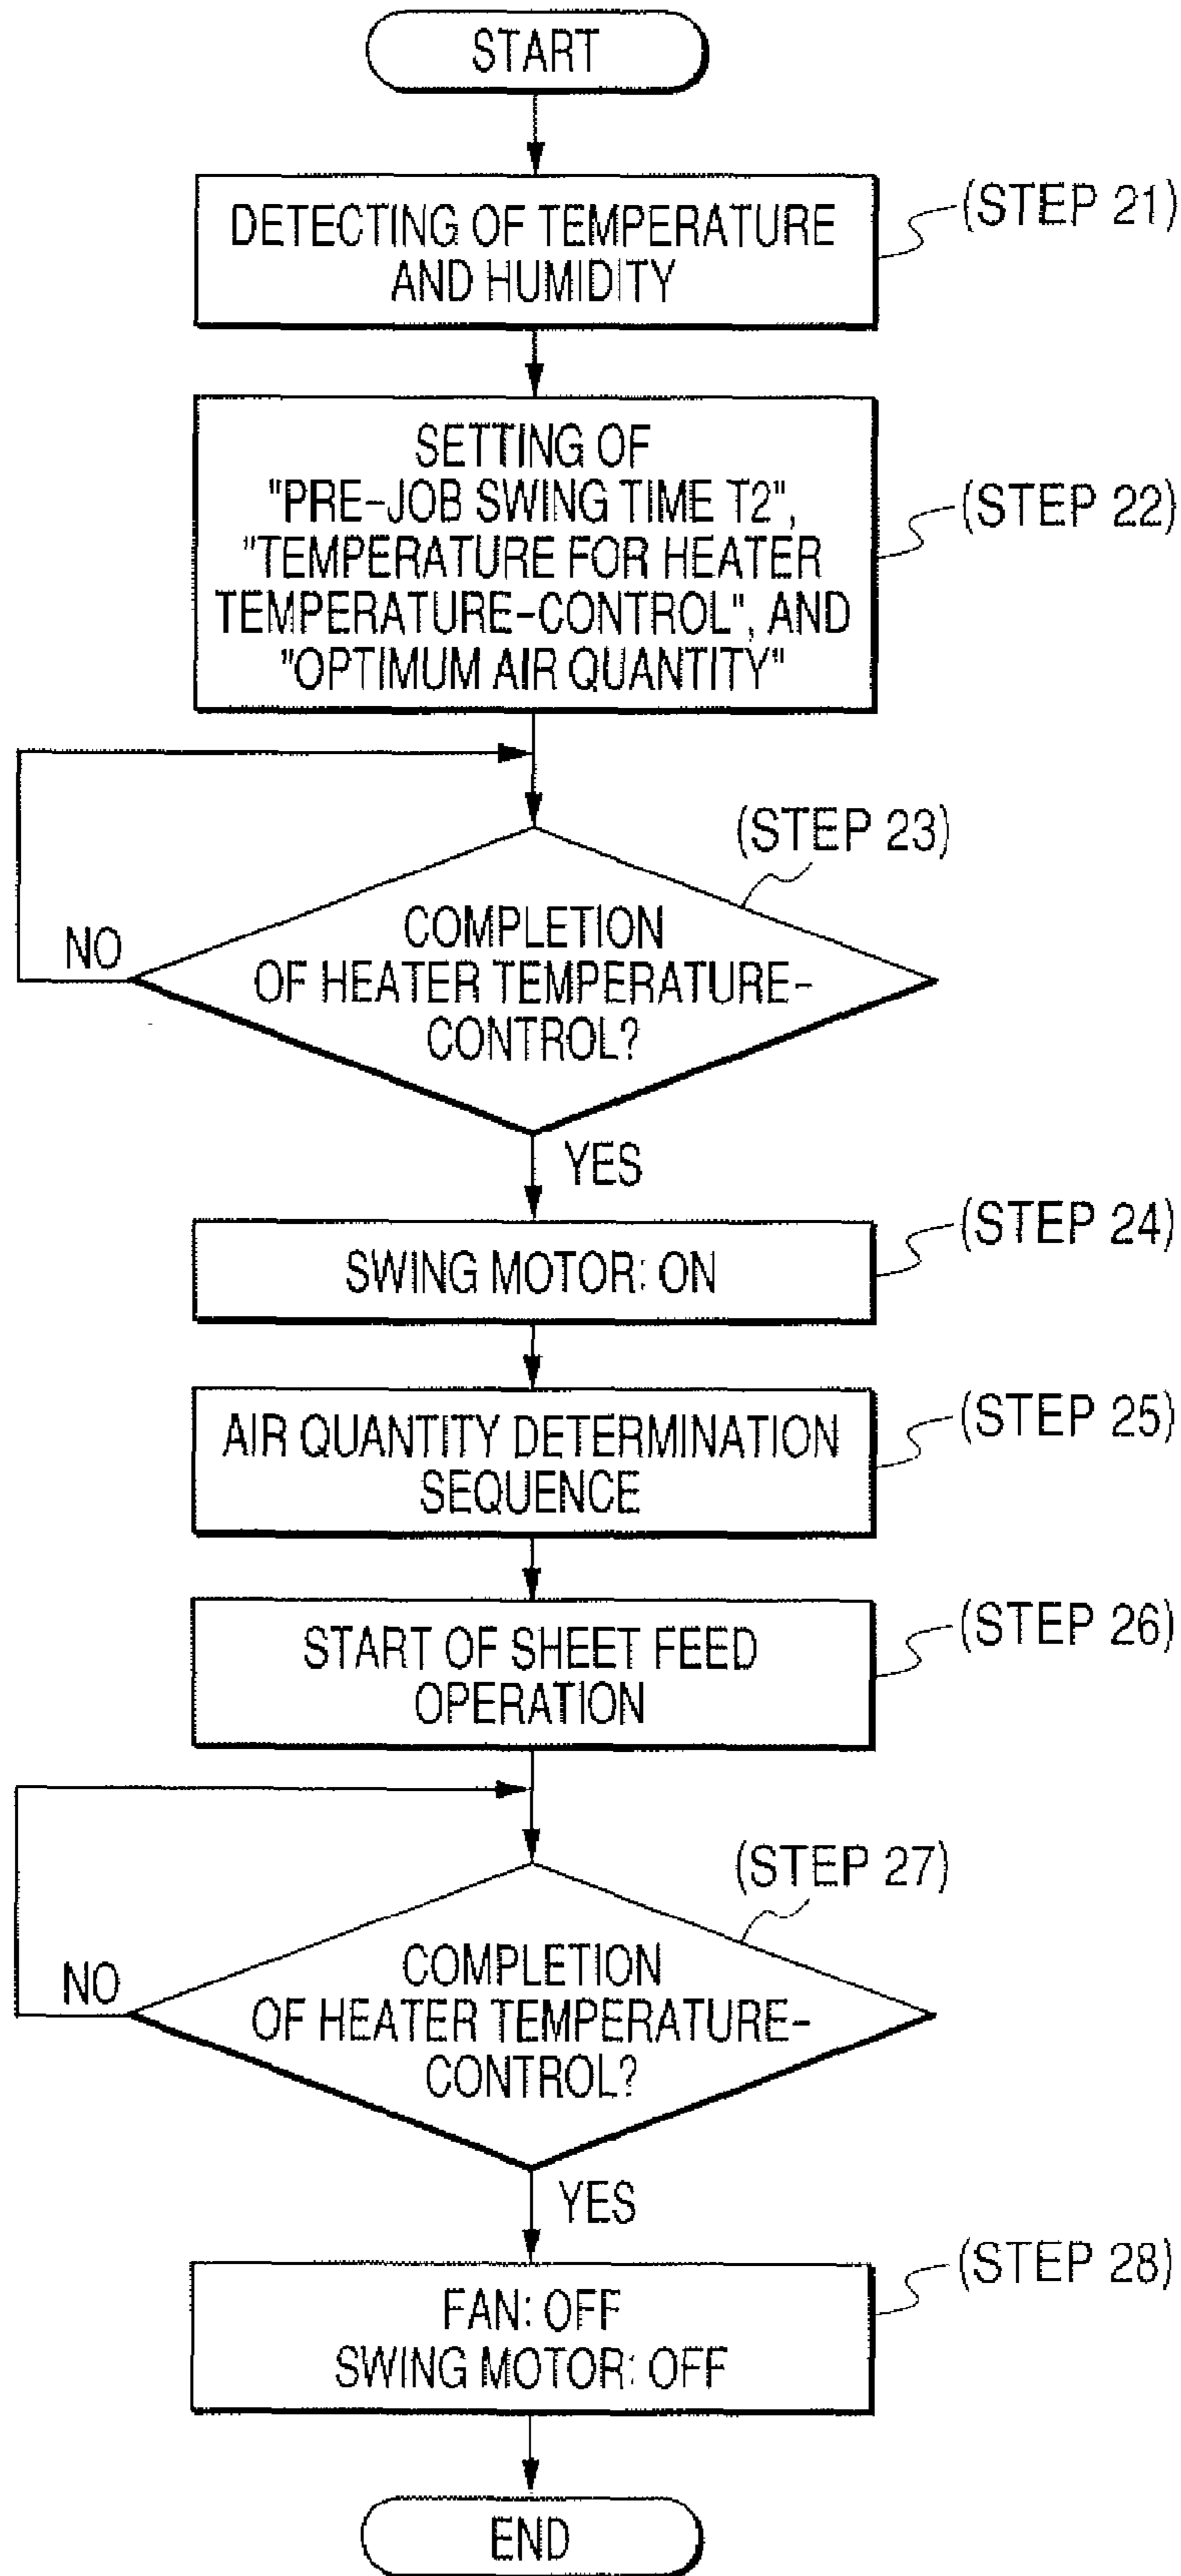 START
DETECTING OF TEMPERATURE
AND HUMIDITY
(STEP 21)
SETTING OF
"PRE-JOB SWING TIME T2",
"TEMPERATURE FOR HEATER
TEMPERATURE-CONTROL", AND
"OPTIMUM AIR QUANTITY"
(STEP 22)
(STEP 23)
COMPLETION
OF HEATER TEMPERATURE-
CONTROL?
NO
YES
SWING MOTOR: ON
(STEP 24)
AIR QUANTITY DETERMINATION
SEQUENCE
(STEP 25)
START OF SHEET FEED
OPERATION
(STEP 26)
(STEP 27)
COMPLETION
OF HEATER TEMPERATURE-
CONTROL?
NO
YES
FAN: OFF
SWING MOTOR: OFF
(STEP 28)
END